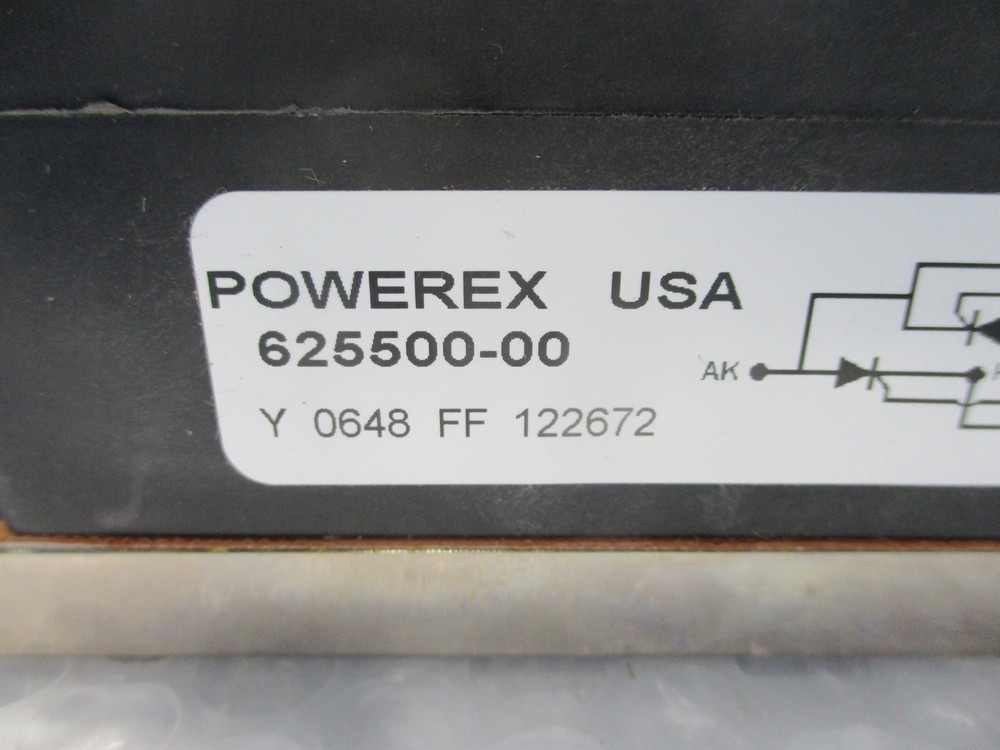 POWEREX USA
625500-00
AK
Y 0648 FF 122672